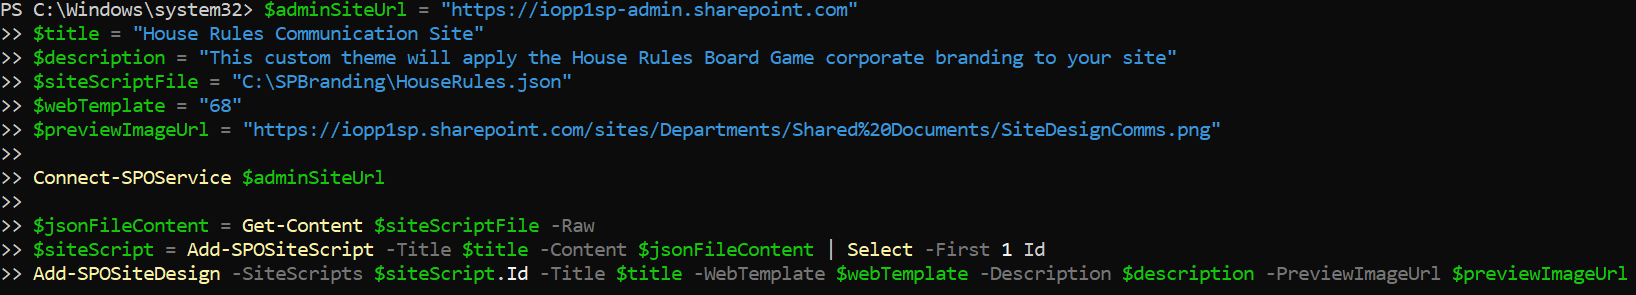 PS C:\Windows\system32> $adminSiteUrl = "https://iopp1sp-admin.sharepoint.com"
>> $title = "House Rules Communication Site"
>> $description = "This custom theme will apply the House Rules Board Game corporate branding to your site"
>> $siteScriptFile = "C:\SPBranding\HouseRules.json"
>> $webTemplate = "68"
>> $previewImageUrl = "https://iopp1sp.sharepoint.com/sites/Departments/Shared%20Documents/SiteDesignComms.png"
>>
>> Connect-SPOService $adminSiteUrl
>>
>> $jsonFileContent = Get-Content $siteScriptFile -Raw
>> $siteScript = Add-SPOSiteScript -Title $title -Content $jsonFileContent | Select -First 1 Id
>> Add-SPOSiteDesign -SiteScripts $siteScript.Id -Title $title -WebTemplate $webTemplate -Description $description -PreviewImageUrl $previewImageUrl